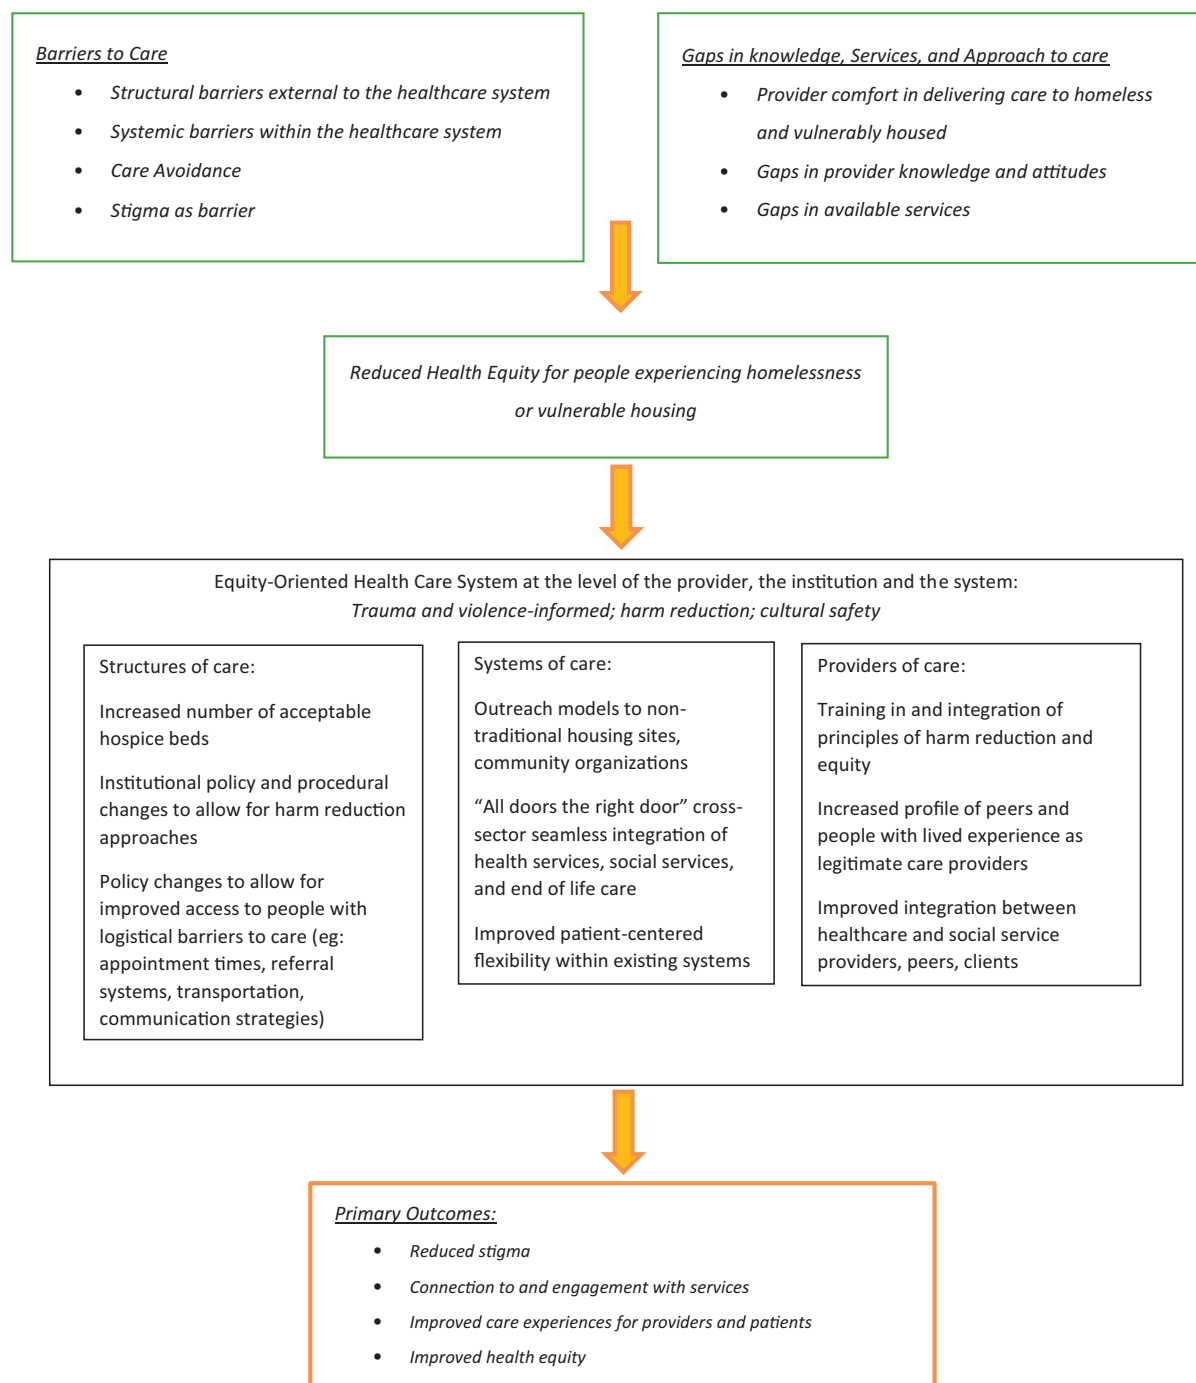 Barriers to Care
• Structural barriers external to the healthcare system
• Systemic barriers within the healthcare system
• Care Avoidance
• Stigma as barrier
Gaps in knowledge, Services, and Approach to care
• Provider comfort in delivering care to homeless
and vulnerably housed
• Gaps in provider knowledge and attitudes
• Gaps in available services
Reduced Health Equity for people experiencing homelessness
or vulnerable housing
Equity-Oriented Health Care System at the level of the provider, the institution and the system:
Trauma and violence-informed; harm reduction; cultural safety
Structures of care:
Increased number of acceptable
hospice beds
Institutional policy and procedural
changes to allow for harm reduction
approaches
Policy changes to allow for
improved access to people with
logistical barriers to care (eg:
appointment times, referral
systems, transportation,
communication strategies)
Systems of care:
Outreach models to non-
traditional housing sites,
community organizations
“All doors the right door” cross-
sector seamless integration of
health services, social services,
and end of life care
Improved patient-centered
flexibility within existing systems
Providers of care:
Training in and integration of
principles of harm reduction and
equity
Increased profile of peers and
people with lived experience as
legitimate care providers
Improved integration between
healthcare and social service
providers, peers, clients
Primary Outcomes:
• Reduced stigma
• Connection to and engagement with services
• Improved care experiences for providers and patients
• Improved health equity